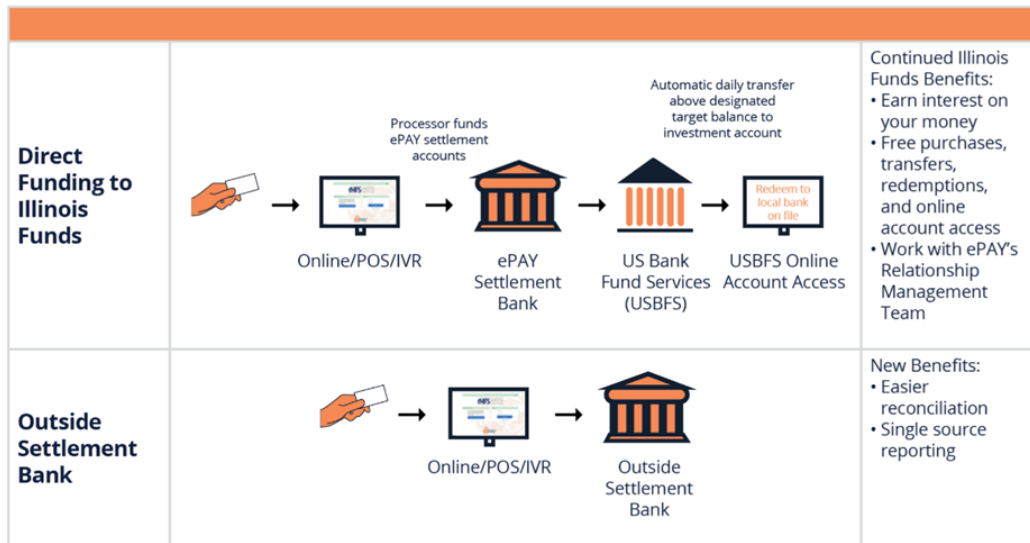 Direct
Funding to
Illinois
Funds
Processor funds
ePAY settlement
accounts
Automatic daily transfer
above designated
target balance to
investment account
Redeem to
local bank
on file
Online/POS/IVR
ePAY
Settlement
Bank
US Bank
Fund Services
(USBFS)
USBFS Online
Account Access
Continued Illinois
Funds Benefits:
• Earn interest on
your money
• Free purchases,
transfers,
redemptions,
and online
account access
• Work with ePAY’s
Relationship
Management
Team
Outside
Settlement
Bank
Online/POS/IVR
Outside
Settlement
Bank
New Benefits:
• Easier
reconciliation
• Single source
reporting